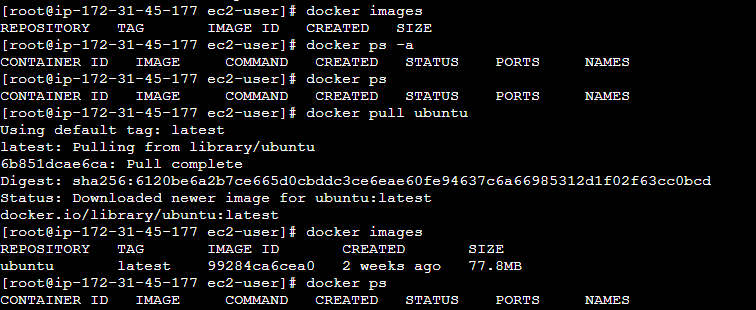 [root@ip-172-31-45-177 ec2-user]# docker images
REPOSITORY   TAG       IMAGE ID   CREATED   SIZE
[root@ip-172-31-45-177 ec2-user]# docker ps -a
CONTAINER ID   IMAGE     COMMAND   CREATED   STATUS    PORTS     NAMES
[root@ip-172-31-45-177 ec2-user]# docker ps
CONTAINER ID   IMAGE     COMMAND   CREATED   STATUS    PORTS     NAMES
[root@ip-172-31-45-177 ec2-user]# docker pull ubuntu
Using default tag: latest
latest: Pulling from library/ubuntu
6b851dcae6ca: Pull complete
Digest: sha256:6120be6a2b7ce665d0cbddc3ce6eae60fe94637c6a66985312d1f02f63cc0bcd
Status: Downloaded newer image for ubuntu:latest
docker.io/library/ubuntu:latest
[root@ip-172-31-45-177 ec2-user]# docker images
REPOSITORY   TAG       IMAGE ID       CREATED       SIZE
ubuntu       latest    99284ca6cea0   2 weeks ago   77.8MB
[root@ip-172-31-45-177 ec2-user]# docker ps
CONTAINER ID   IMAGE     COMMAND   CREATED   STATUS    PORTS     NAMES